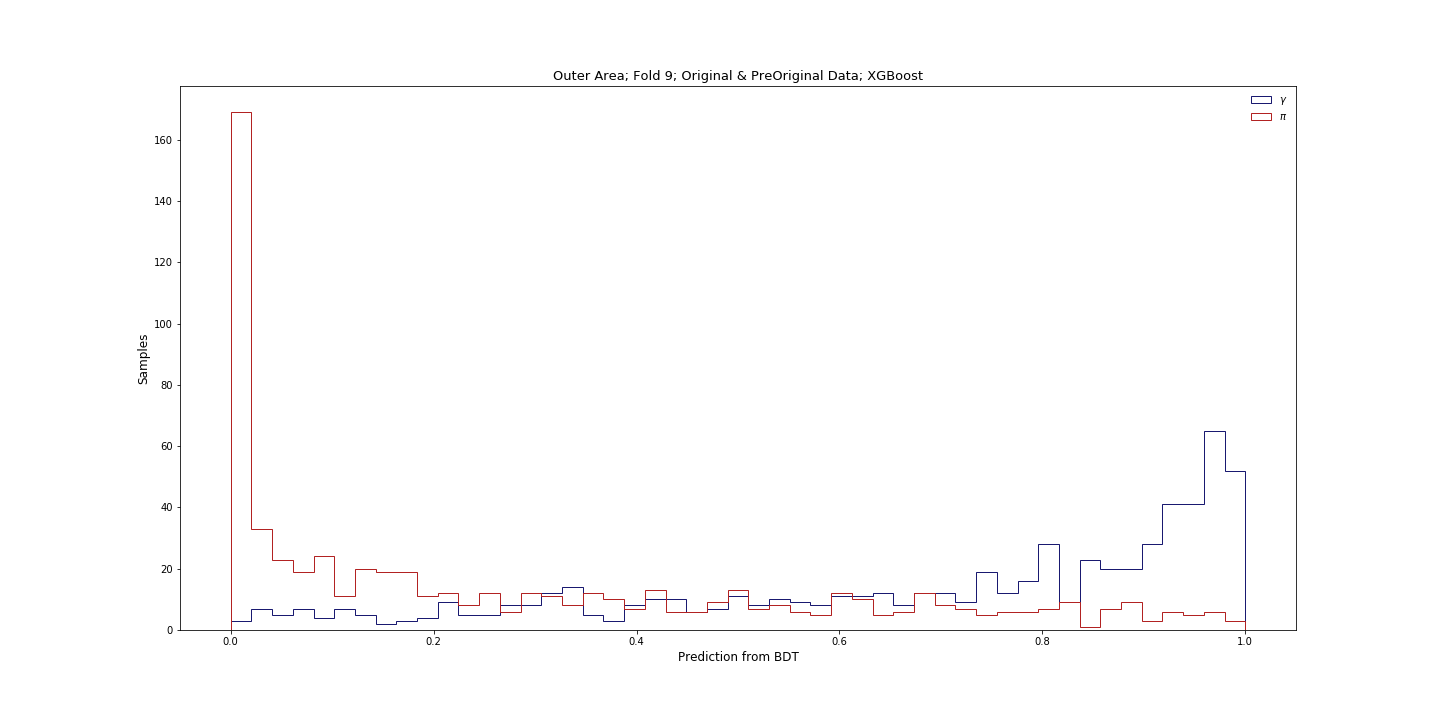 Outer Area; Fold 9; Original & PreOriginal Data; XGBoost
γ
π
160
140
120
100
80
60
40
20
0
Samples
0.0 0.2 0.4 0.6 0.8 1.0
Prediction from BDT